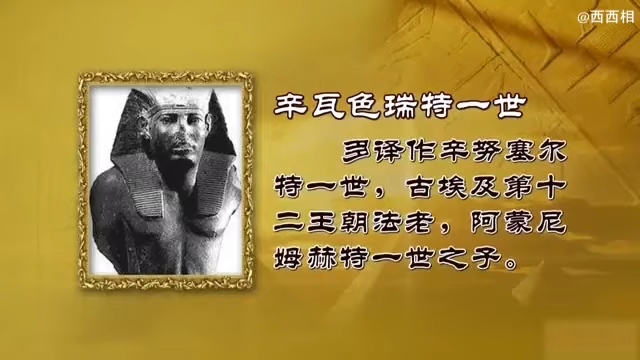 @西西相
辛瓦色瑞特一世
多译作辛努塞尔
特一世，古埃及第十
二王朝法老，阿蒙尼
姆赫特一世之子。